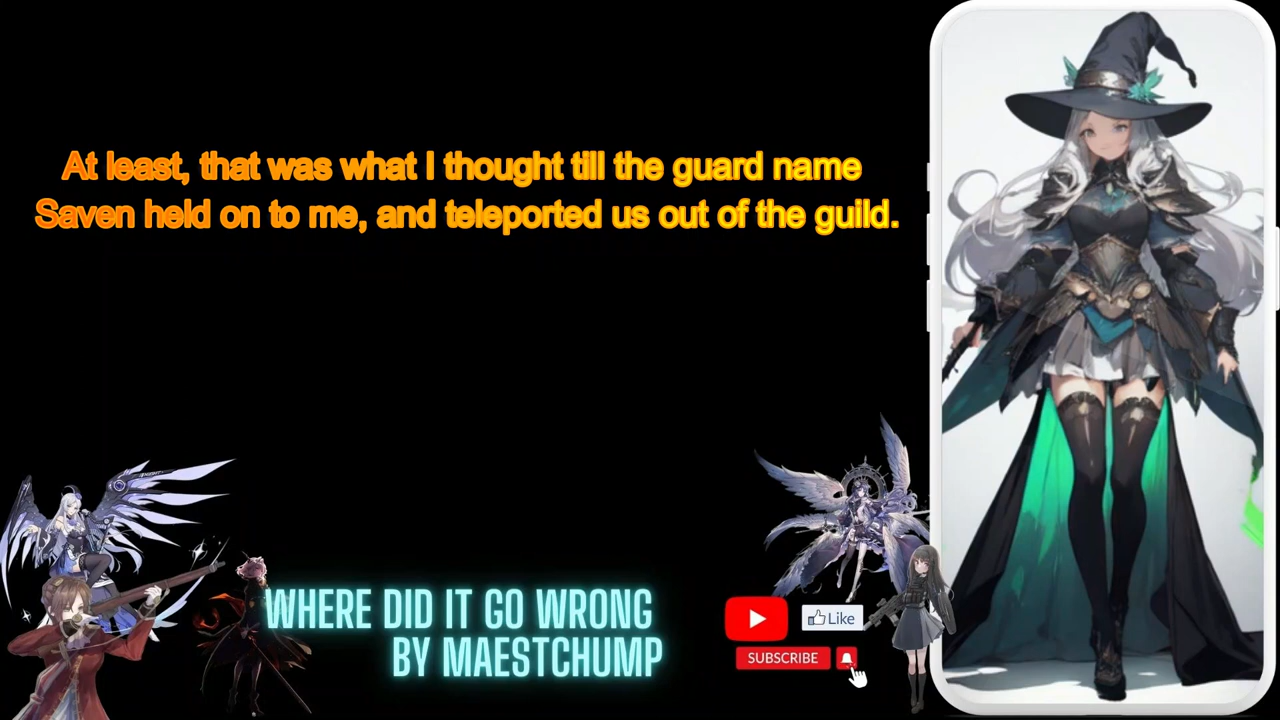 At least, that was what I thought till the guard name
Saven held on to me, and teleported us out of the guild.
WHERE DID IT GO WRONG
BY MAESTCHUMP
Like
SUBSCRIBE